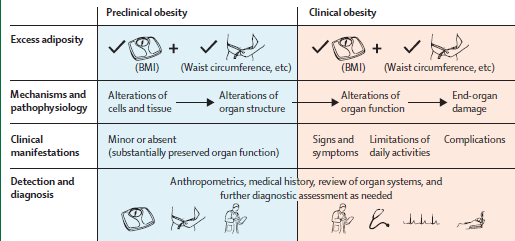 Preclinical obesity Clinical obesity
Excess adiposity
+ +
(BMI) (Waist circumference, etc) (BMI) (Waist circumference, etc)
Mechanisms and Alterations of Alterations of Alterations of End-organ
pathophysiology cells and tissue organ structure organ function damage
Clinical Minor or absent Signs and Limitations of Complications
manifestations (substantially preserved organ function) symptoms daily activities
Detection and Anthropometrics, medical history, review of organ systems, and
diagnosis further diagnostic assessment as needed